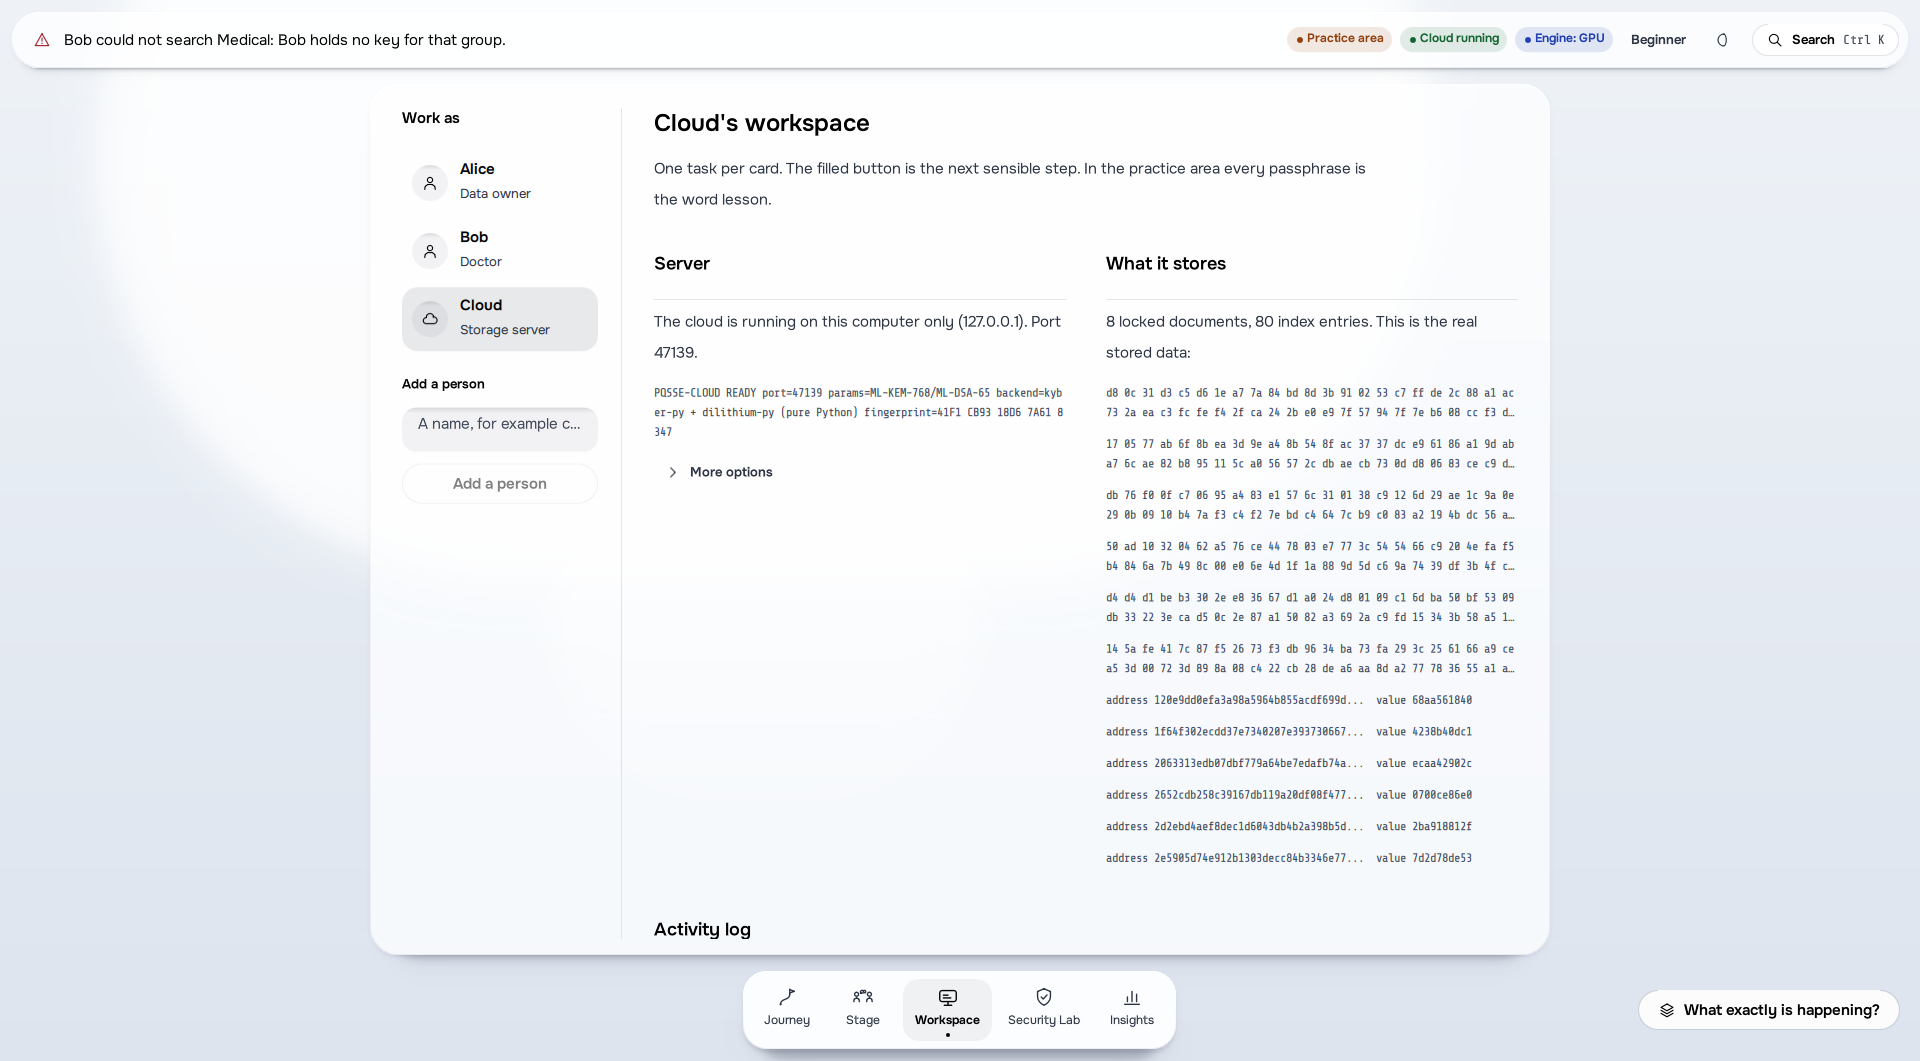 Bob could not search Medical: Bob holds no key for that group.
Practice area
Cloud running
Engine: GPU
Beginner
Search Ctrl K
Work as
Alice
Data owner
Bob
Doctor
Cloud
Storage server
Add a person
A name, for example c...
Add a person
Cloud's workspace
One task per card. The filled button is the next sensible step. In the practice area every passphrase is
the word lesson.
Server
The cloud is running on this computer only (127.0.0.1). Port
47139.
PQSSE-CLOUD READY port=47139 params=ML-KEM-768/ML-DSA-65 backend=kyb
er-py + dilithium-py (pure Python) fingerprint=41F1 CB93 18D6 7A61 8
347
More options
What it stores
8 locked documents, 80 index entries. This is the real
stored data:
d8 0c 31 d3 c5 d6 1e a7 7a 84 bd 8d 3b 91 02 53 c7 ff de 2c 88 a1 ac
73 2a ea c3 fc fe f4 2f ca 24 2b e0 e9 7f 57 94 7f 7e b6 08 cc f3 d…
17 05 77 ab 6f 8b ea 3d 9e a4 8b 54 8f ac 37 37 dc e9 61 86 a1 9d ab
a7 6c ae 82 b8 95 11 5c a0 56 57 2c db ae cb 73 0d d8 06 83 ce c9 d…
db 76 f0 0f c7 06 95 a4 83 e1 57 6c 31 01 38 c9 12 6d 29 ae 1c 9a 0e
29 0b 09 10 b4 7a f3 c4 f2 7e bd c4 64 7c b9 c0 83 a2 19 4b dc 56 a…
50 ad 10 32 04 62 a5 76 ce 44 78 03 e7 77 3c 54 54 66 c9 20 4e fa f5
b4 84 6a 7b 49 8c 00 e0 6e 4d 1f 1a 88 9d 5d c6 9a 74 39 df 3b 4f c…
d4 d4 d1 be b3 30 2e e8 36 67 d1 a0 24 d8 01 09 c1 6d ba 50 bf 53 09
db 33 22 3e ca d5 0c 2e 87 a1 50 82 a3 69 2a c9 fd 15 34 3b 58 a5 1…
14 5a fe 41 7c 87 f5 26 73 f3 db 96 34 ba 73 fa 29 3c 25 61 66 a9 ce
a5 3d 00 72 3d 89 8a 08 c4 22 cb 28 de a6 aa 8d a2 77 78 36 55 a1 a…
address 120e9dd0efa3a98a5964b855acdf699d... value 68aa561840
address 1f64f302ecdd37e7340207e393730667... value 4238b40dc1
address 2063313edb07dbf779a64be7edafb74a... value ecaa42902c
address 2652cdb258c39167db119a20df08f477... value 0700ce86e0
address 2d2ebd4aef8dec1d6043db4b2a398b5d... value 2ba918812f
address 2e5905d74e912b1303decc84b3346e77... value 7d2d78de53
Activity log
Journey
Stage
Workspace
Security Lab
Insights
What exactly is happening?